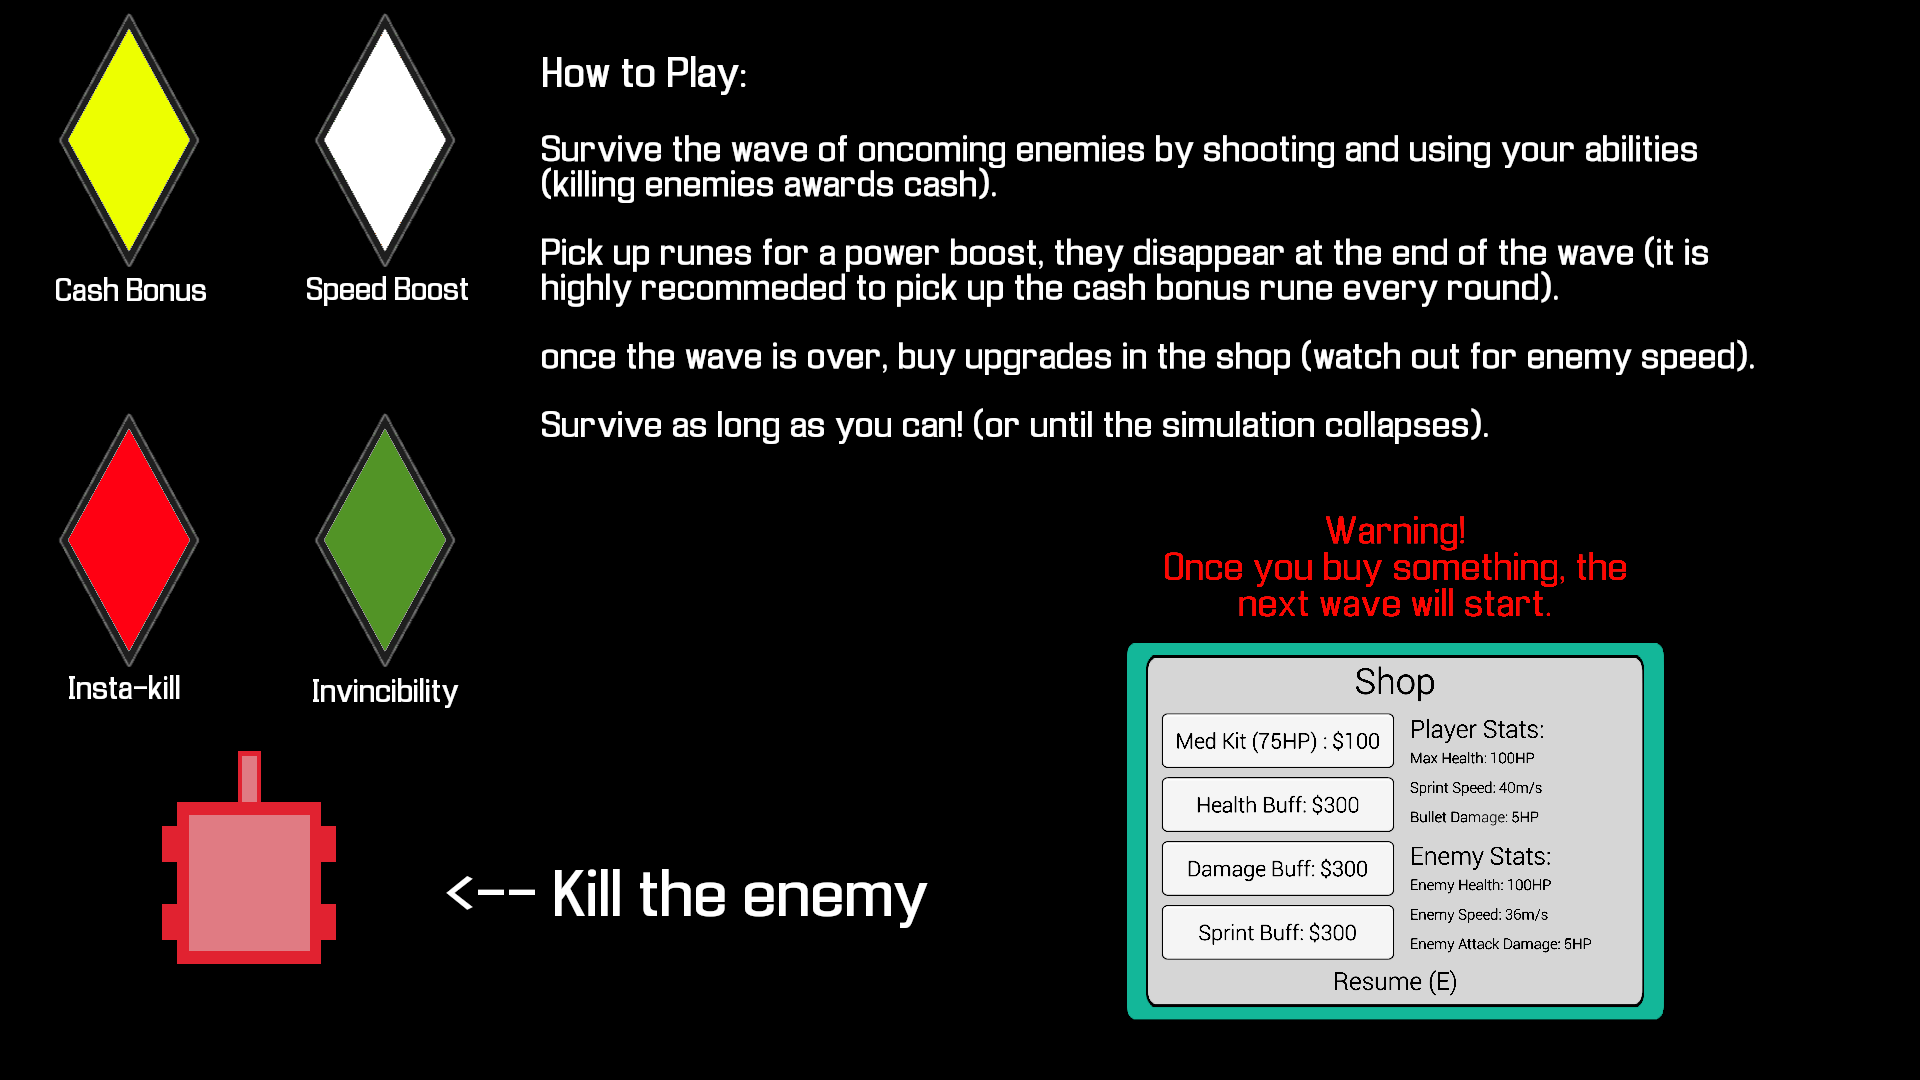 Cash Bonus
Speed Boost
How to Play:
Survive the wave of oncoming enemies by shooting and using your abilities
(killing enemies awards cash).
Pick up runes for a power boost, they disappear at the end of the wave (it is
highly recommeded to pick up the cash bonus rune every round).
once the wave is over, buy upgrades in the shop (watch out for enemy speed).
Survive as long as you can! (or until the simulation collapses).
Insta-kill
Invincibility
<-- Kill the enemy
Warning!
Once you buy something, the
next wave will start.
Shop
Med Kit (75HP) : $100
Health Buff: $300
Damage Buff: $300
Sprint Buff: $300
Player Stats:
Max Health: 100HP
Sprint Speed: 40m/s
Bullet Damage: 5HP
Enemy Stats:
Enemy Health: 100HP
Enemy Speed: 36m/s
Enemy Attack Damage: 5HP
Resume (E)